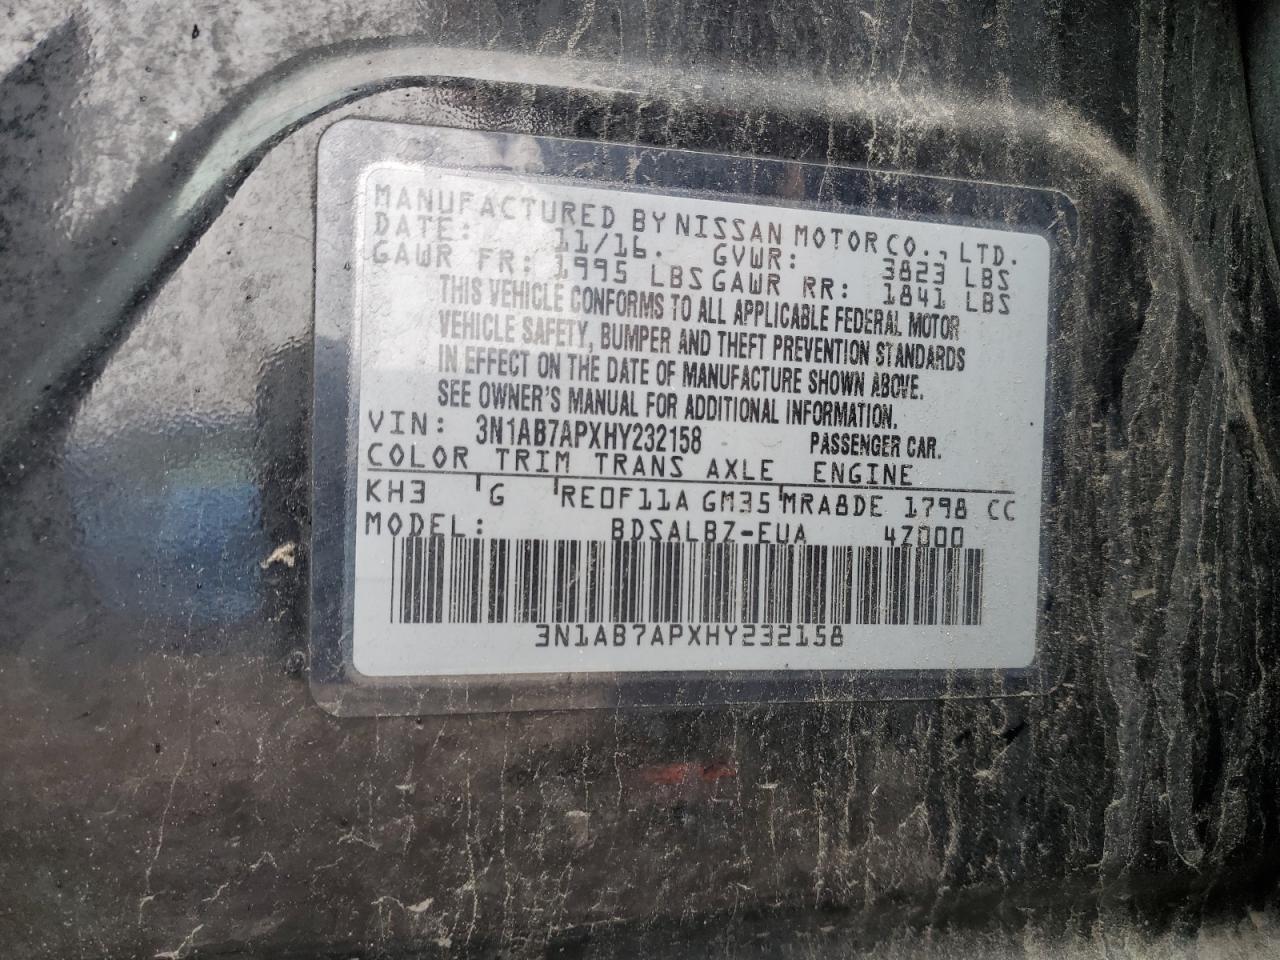 MANUFACTURED BY NISSAN MOTOR CO., LTD.
DATE: 11/16. GVWR: 3823 LBS
GAWR FR: 1995 LBS GAWR RR: 1841 LBS
THIS VEHICLE CONFORMS TO ALL APPLICABLE FEDERAL MOTOR
VEHICLE SAFETY, BUMPER AND THEFT PREVENTION STANDARDS
IN EFFECT ON THE DATE OF MANUFACTURE SHOWN ABOVE.
SEE OWNER'S MANUAL FOR ADDITIONAL INFORMATION.
VIN: 3N1AB7APXHY232158 PASSENGER CAR.
COLOR TRIM TRANS AXLE ENGINE
KH3 G RE0F11A GM35 MRA8DE 1798 CC
MODEL: BDSALBZ-EUA 4Z000
3N1AB7APXHY232158